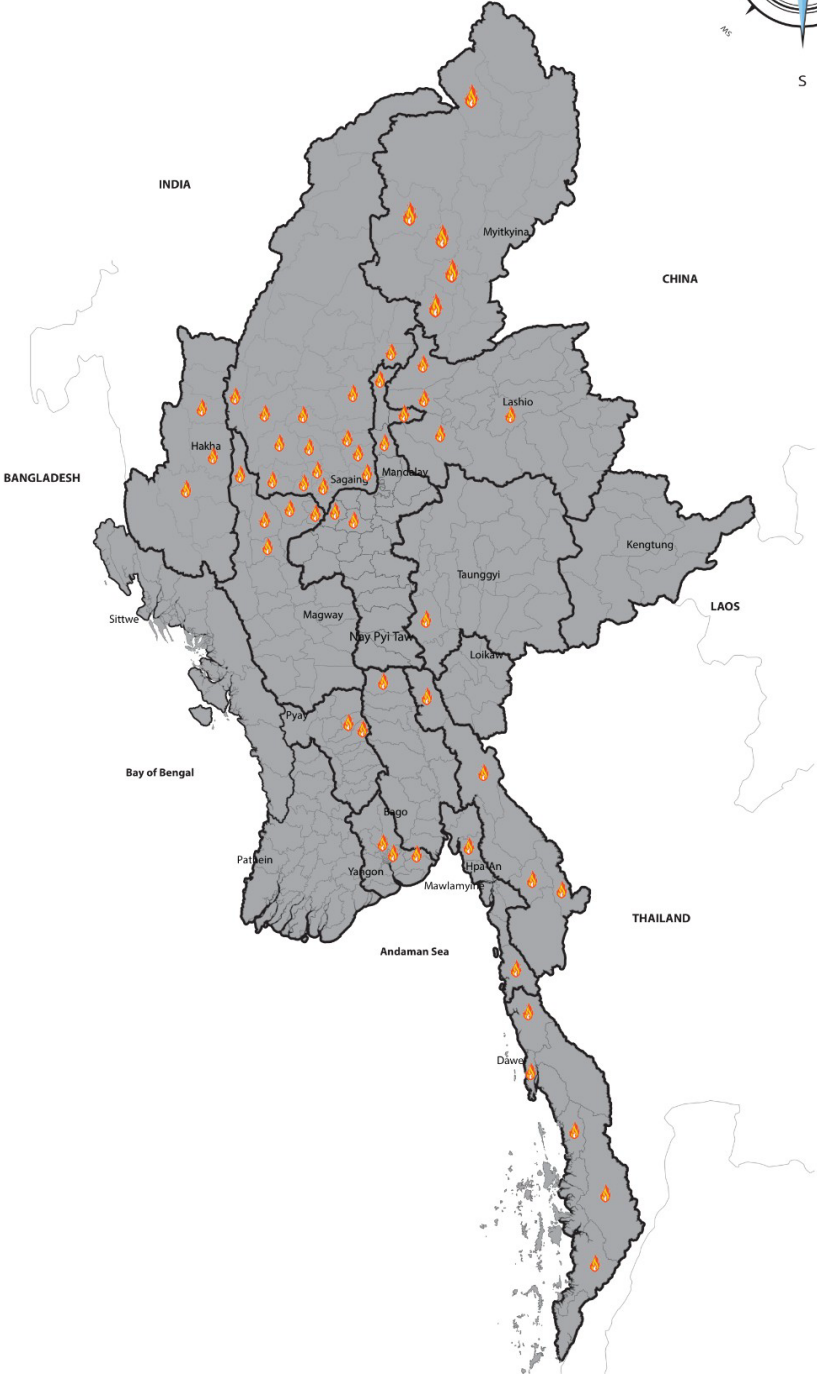 SW
S
INDIA
Myitkyina
CHINA
Lashio
Hakha
Mandalay
BANGLADESH
Sagaing
Kengtung
Taunggyi
LAOS
Magway
Sittwe
Nay Pyi Taw
Loikaw
Pyay
Bay of Bengal
Bago
Pathein
Hpa-An
Yangon
Mawlamyine
THAILAND
Andaman Sea
Dawei